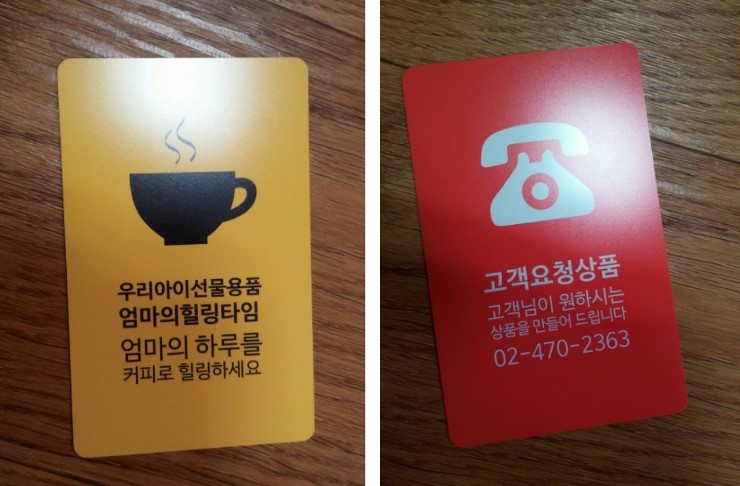 우리아이선물용품
엄마의힐링타임
엄마의 하루를
커피로 힐링하세요
고객요청상품
고객님이 원하시는
상품을 만들어 드립니다
02-470-2363